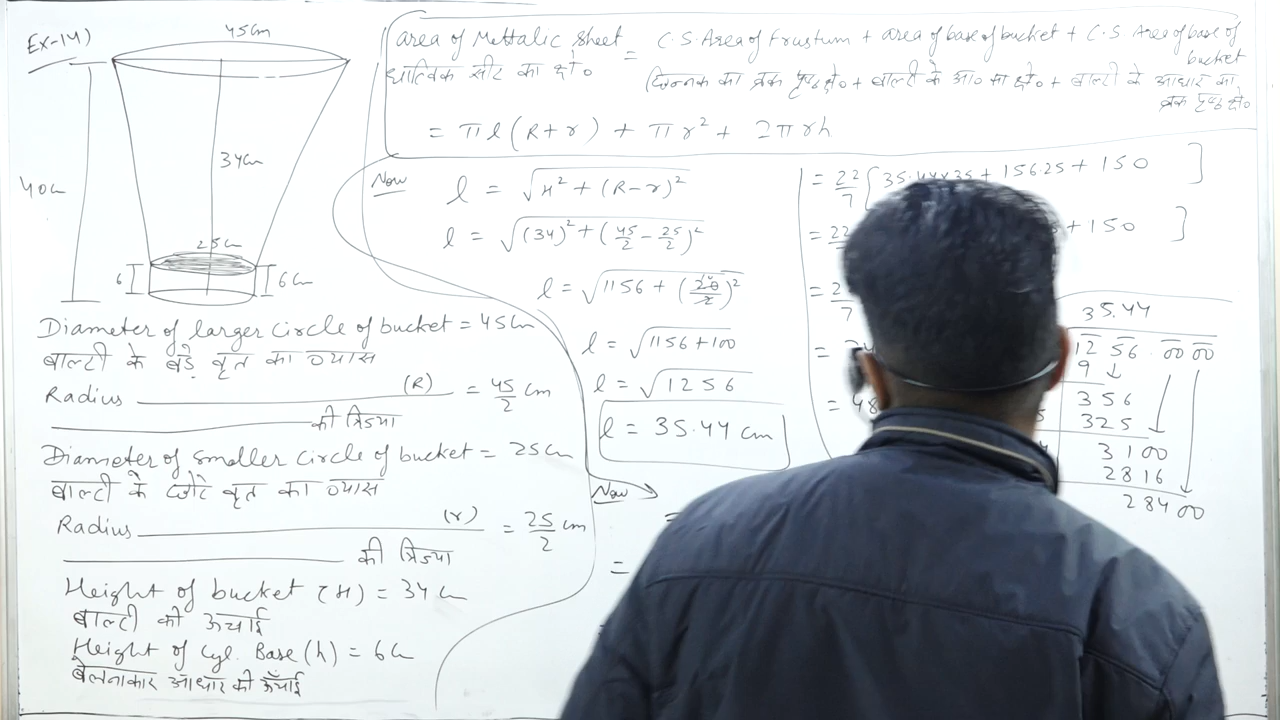 Ex-14)
45cm
40cm
34cm
25cm
6
6cm
Diameter of larger circle of bucket = 45cm
बाल्टी के बड़े वृत का व्यास
Radius (R) = 45/2 cm
की त्रिज्या
Diameter of smaller circle of bucket = 25cm
बाल्टी के छोटे वृत का व्यास
Radius (r) = 25/2 cm
की त्रिज्या
Height of bucket (H) = 34cm
बाल्टी की ऊंचाई
Height of Cyl. Base (h) = 6cm
बेलनाकार आधार की ऊँचाई
area of Mettalic sheet = C.S. Area of frustum + area of base of bucket + C.S. Area of base of bucket
धात्विक सीट का क्षे० छिन्नक का वक्र पृष्ठ क्षे० + बाल्टी के आ० का क्षे० + बाल्टी के आधार का वक्र पृष्ठ क्षे०
= πl(R+r) + πr² + 2πrh
Now l = √H² + (R-r)²
l = √(34)² + (45/2 - 25/2)²
l = √1156 + (20/2)²
l = √1156+100
l = √1256
l = 35.44 cm
Now
=
=
= 22/7 [35.44×35 + 156.25 + 150]
= 22 + 150]
=
7
=
= 48
35.44
12 56 . 00 00
9
3 56
3 25
3 1 00
2 8 16
2 84 00